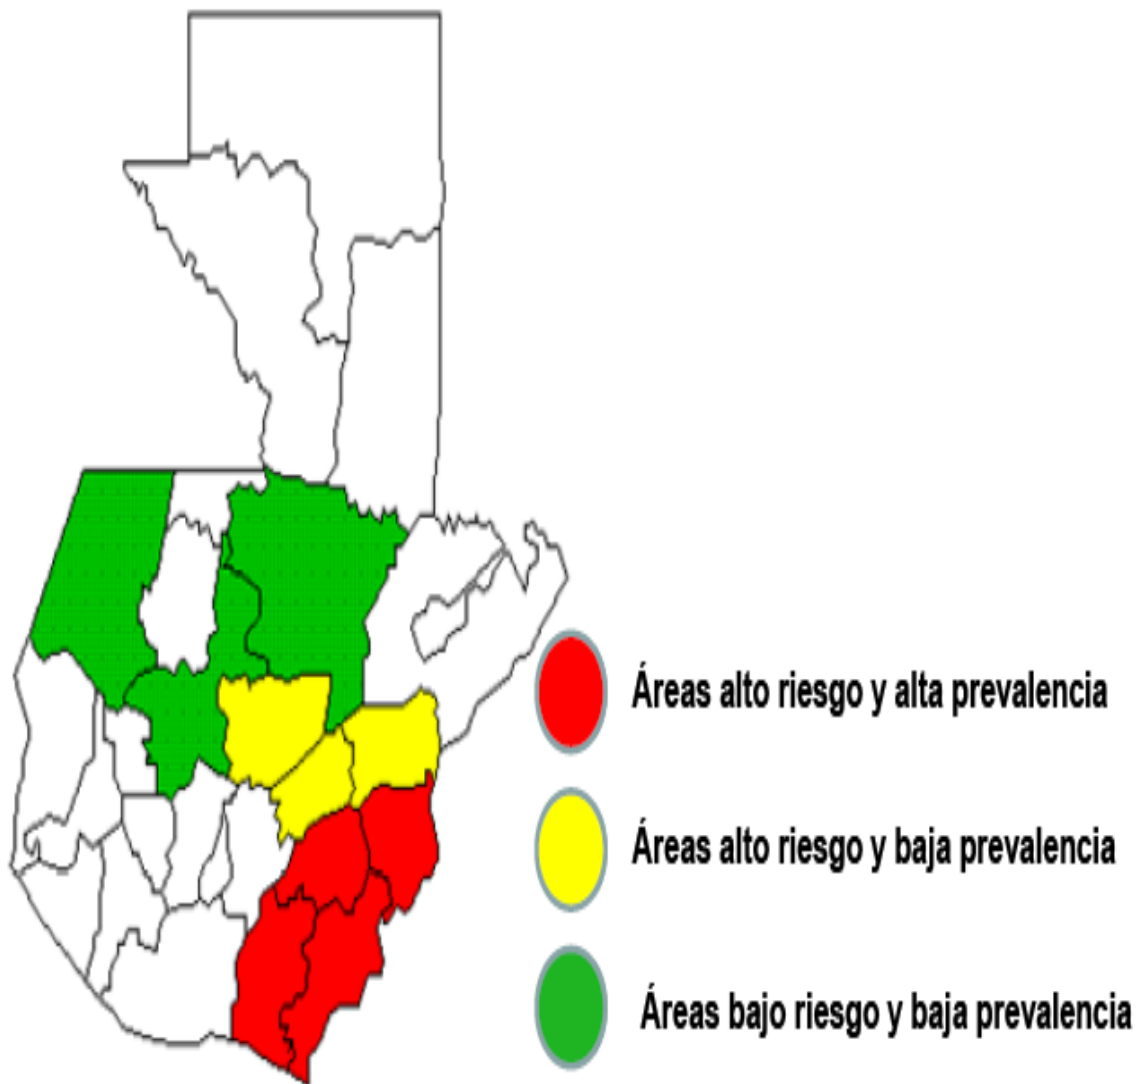 Áreas alto riesgo y alta prevalencia
Áreas alto riesgo y baja prevalencia
Áreas bajo riesgo y baja prevalencia